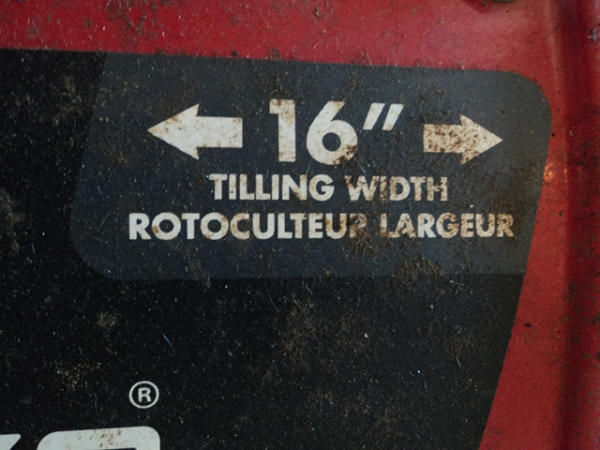 16"
TILLING WIDTH
ROTOCULTEUR LARGEUR
®